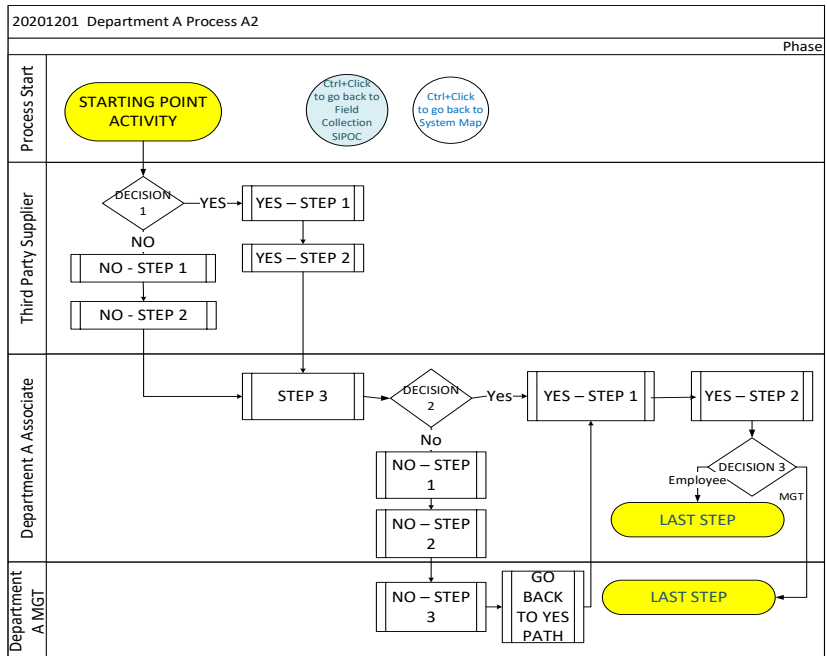 20201201  Department A Process A2
Phase
Process Start
STARTING POINT
ACTIVITY
Ctrl+Click
to go back to
Field
Collection
SIPOC
Ctrl+Click
to go back to
System Map
Third Party Supplier
DECISION
1
YES
YES – STEP 1
NO
YES – STEP 2
NO - STEP 1
NO - STEP 2
Department A Associate
STEP 3
DECISION
2
Yes
YES – STEP 1
YES – STEP 2
No
NO – STEP
1
NO – STEP
2
DECISION 3
Employee
MGT
LAST STEP
Department
A MGT
NO – STEP
3
GO
BACK
TO YES
PATH
LAST STEP